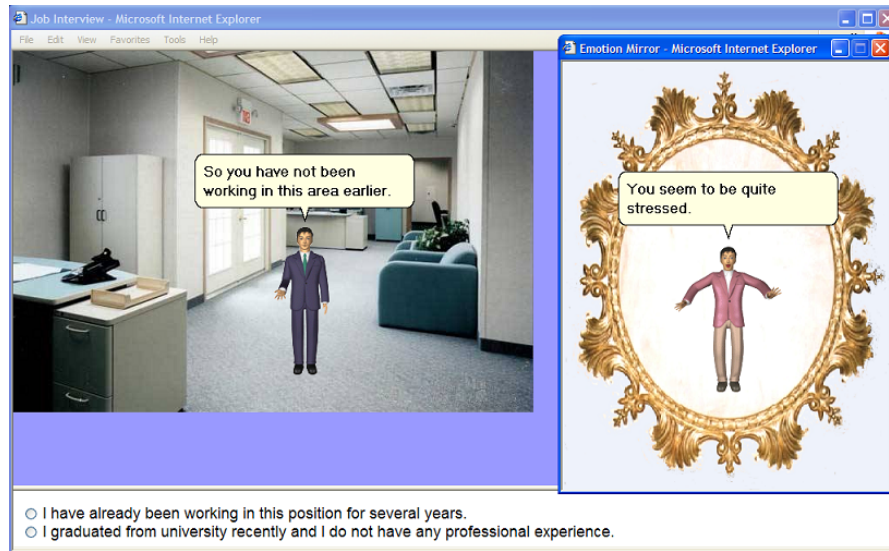 Job Interview - Microsoft Internet Explorer
File Edit View Favorites Tools Help
So you have not been
working in this area earlier.
Emotion Mirror - Microsoft Internet Explorer
You seem to be quite
stressed.
I have already been working in this position for several years.
I graduated from university recently and I do not have any professional experience.